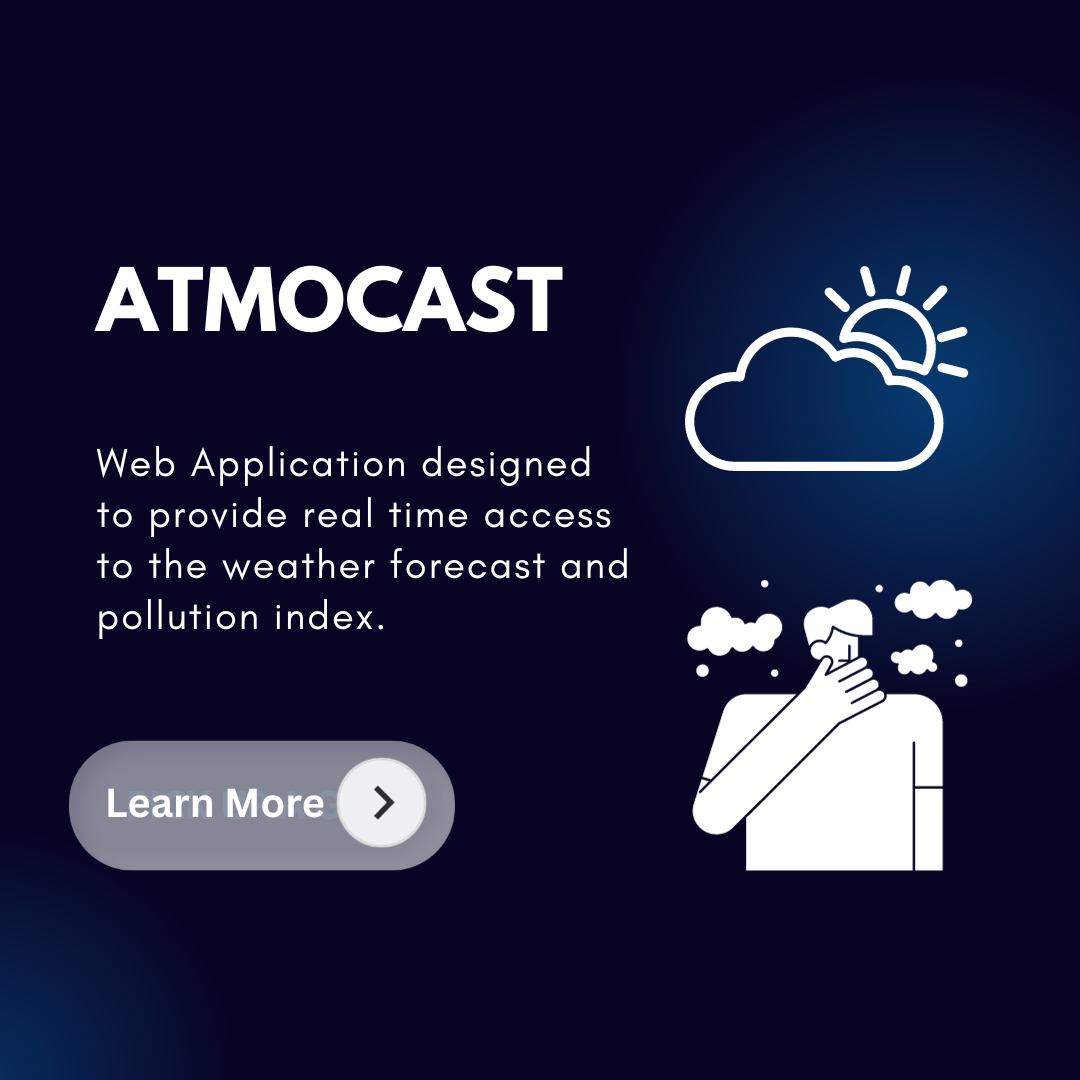 ATMOCAST
Web Application designed
to provide real time access
to the weather forecast and
pollution index.
Learn More